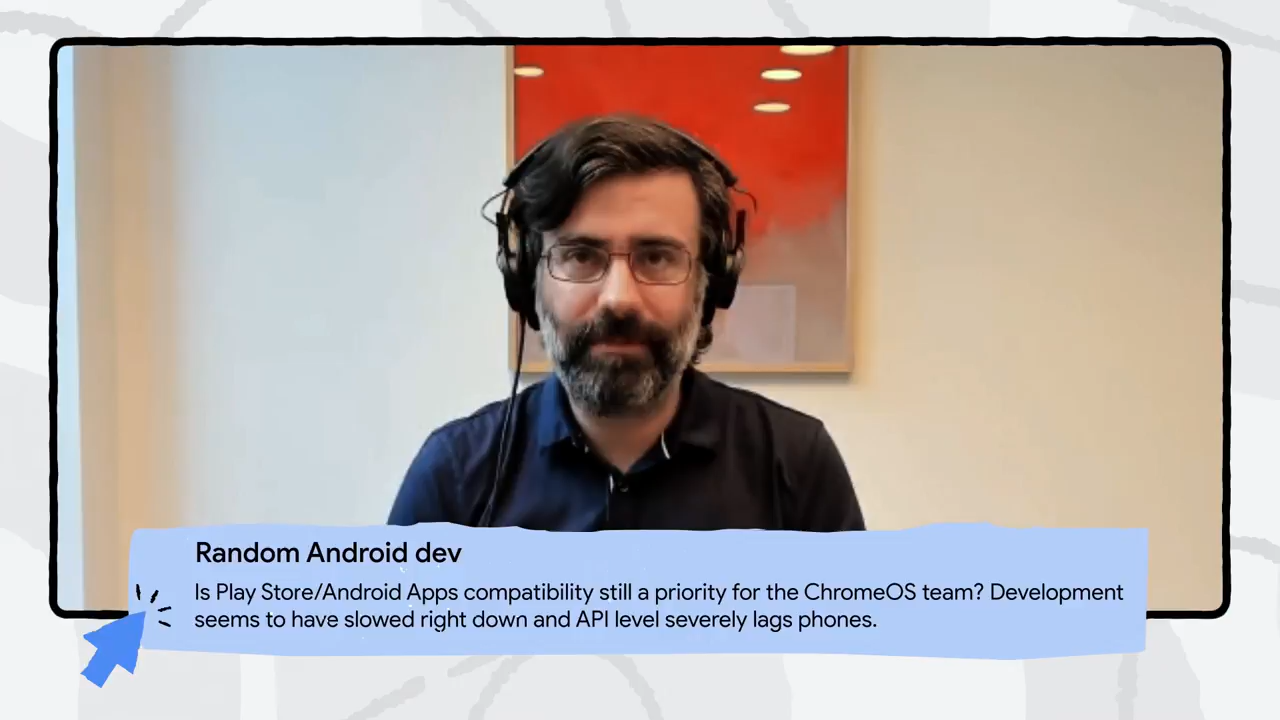 Random Android dev
Is Play Store/Android Apps compatibility still a priority for the ChromeOS team? Development
seems to have slowed right down and API level severely lags phones.